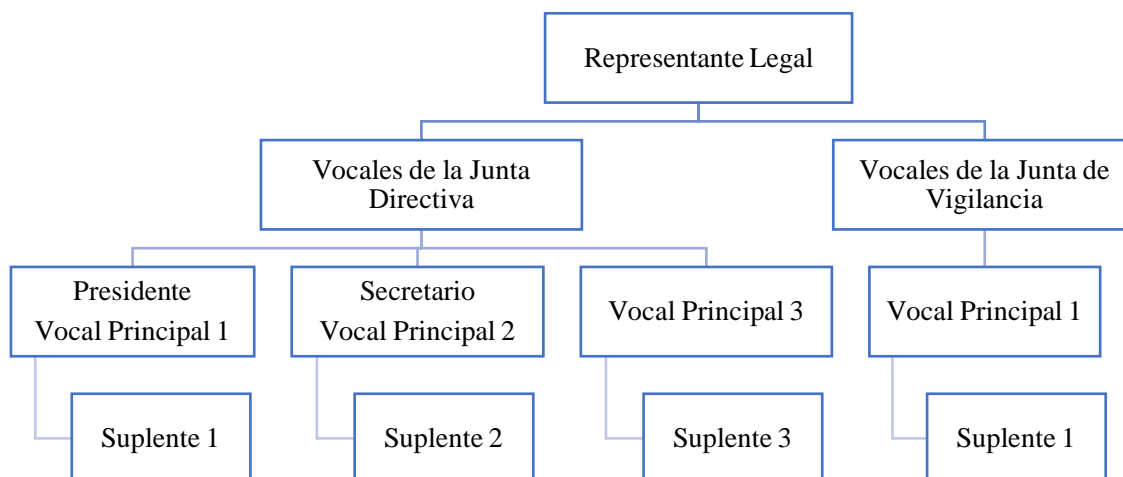 Representante Legal
Vocales de la Junta
Directiva
Vocales de la Junta de
Vigilancia
Presidente
Vocal Principal 1
Secretario
Vocal Principal 2
Vocal Principal 3
Vocal Principal 1
Suplente 1
Suplente 2
Suplente 3
Suplente 1